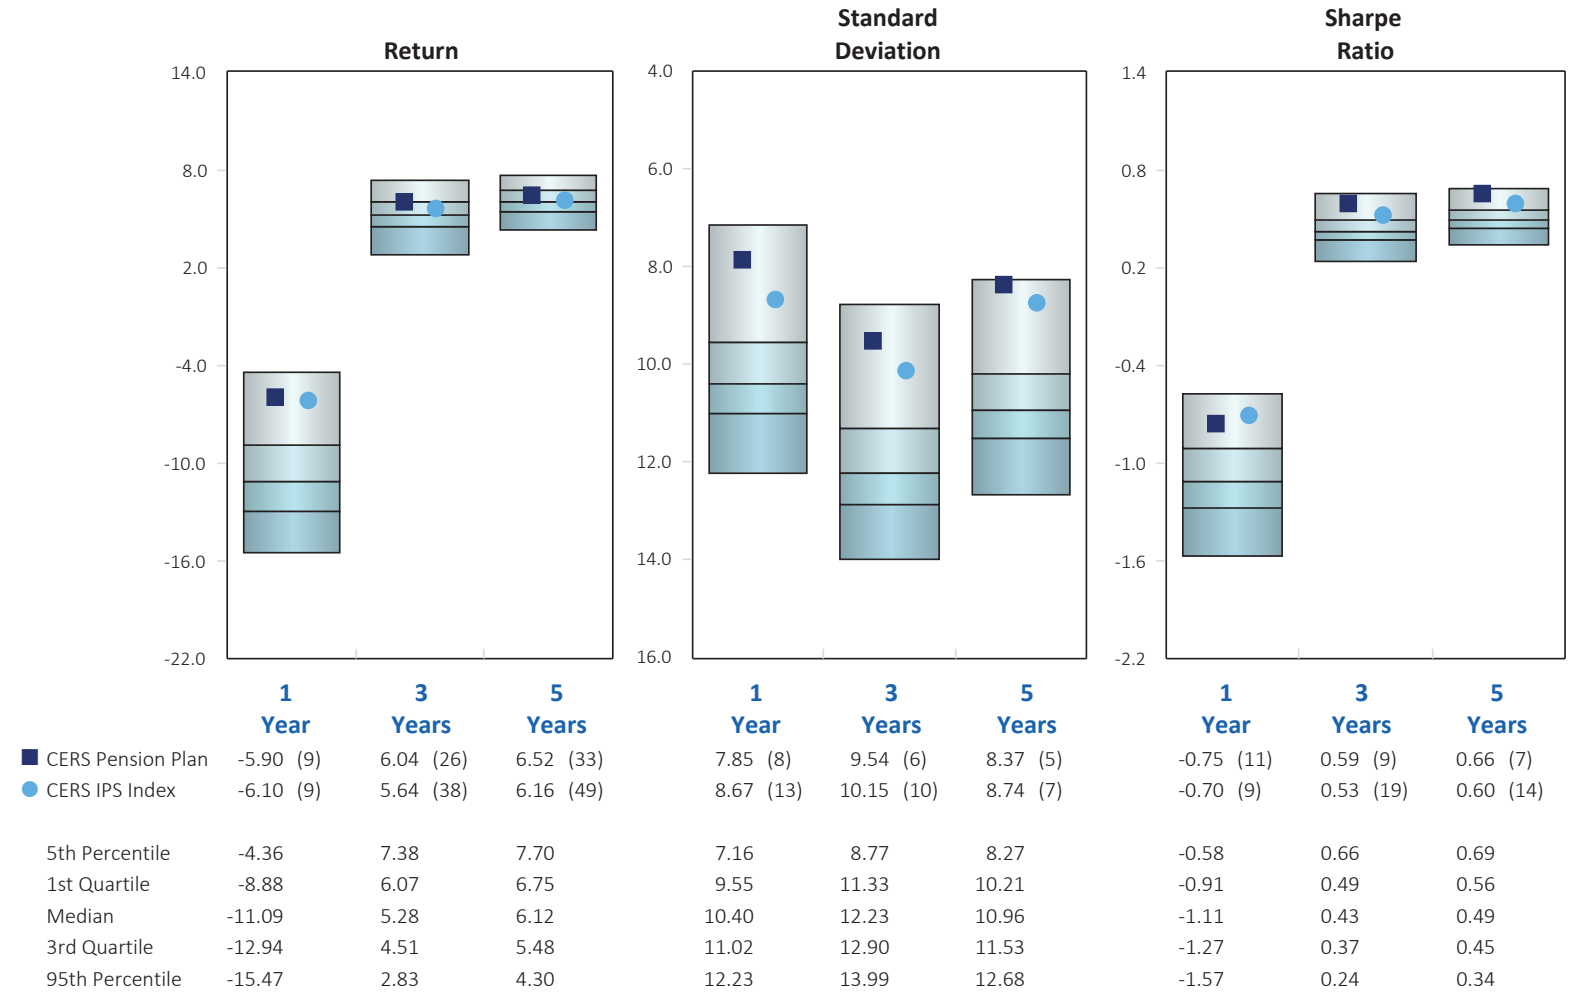 Return
Standard
Deviation
Sharpe
Ratio
14.0
8.0
2.0
-4.0
-10.0
-16.0
-22.0
4.0
6.0
8.0
10.0
12.0
14.0
16.0
1.4
0.8
0.2
-0.4
-1.0
-1.6
-2.2
1 Year 3 Years 5 Years 1 Year 3 Years 5 Years 1 Year 3 Years 5 Years
CERS Pension Plan -5.90 (9) 6.04 (26) 6.52 (33) 7.85 (8) 9.54 (6) 8.37 (5) -0.75 (11) 0.59 (9) 0.66 (7)
CERS IPS Index -6.10 (9) 5.64 (38) 6.16 (49) 8.67 (13) 10.15 (10) 8.74 (7) -0.70 (9) 0.53 (19) 0.60 (14)
5th Percentile -4.36 7.38 7.70 7.16 8.77 8.27 -0.58 0.66 0.69
1st Quartile -8.88 6.07 6.75 9.55 11.33 10.21 -0.91 0.49 0.56
Median -11.09 5.28 6.12 10.40 12.23 10.96 -1.11 0.43 0.49
3rd Quartile -12.94 4.51 5.48 11.02 12.90 11.53 -1.27 0.37 0.45
95th Percentile -15.47 2.83 4.30 12.23 13.99 12.68 -1.57 0.24 0.34